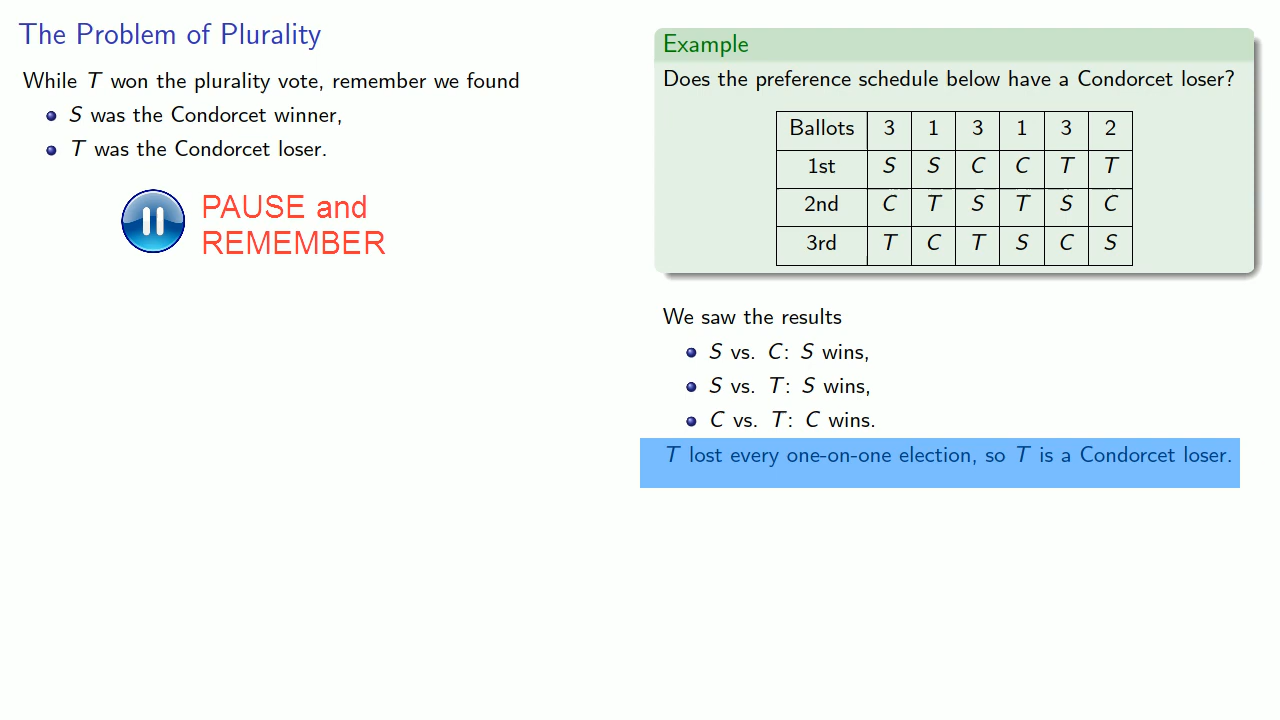 The Problem of Plurality
While T won the plurality vote, remember we found
S was the Condorcet winner,
T was the Condorcet loser.
PAUSE and
REMEMBER
Example
Does the preference schedule below have a Condorcet loser?
Ballots 3 1 3 1 3 2
1st S S C C T T
2nd C T S T S C
3rd T C T S C S
We saw the results
S vs. C: S wins,
S vs. T: S wins,
C vs. T: C wins.
T lost every one-on-one election, so T is a Condorcet loser.